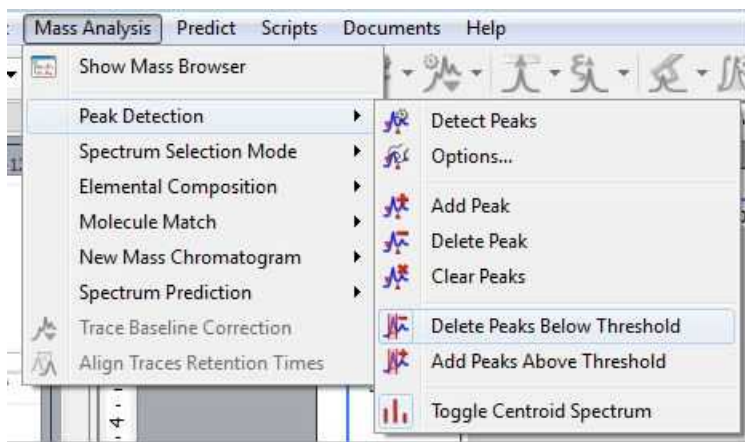 Mass Analysis Predict Scripts Documents Help
Show Mass Browser
Peak Detection
Spectrum Selection Mode
Elemental Composition
Molecule Match
New Mass Chromatogram
Spectrum Prediction
Trace Baseline Correction
Align Traces Retention Times
Detect Peaks
Options...
Add Peak
Delete Peak
Clear Peaks
Delete Peaks Below Threshold
Add Peaks Above Threshold
Toggle Centroid Spectrum
4